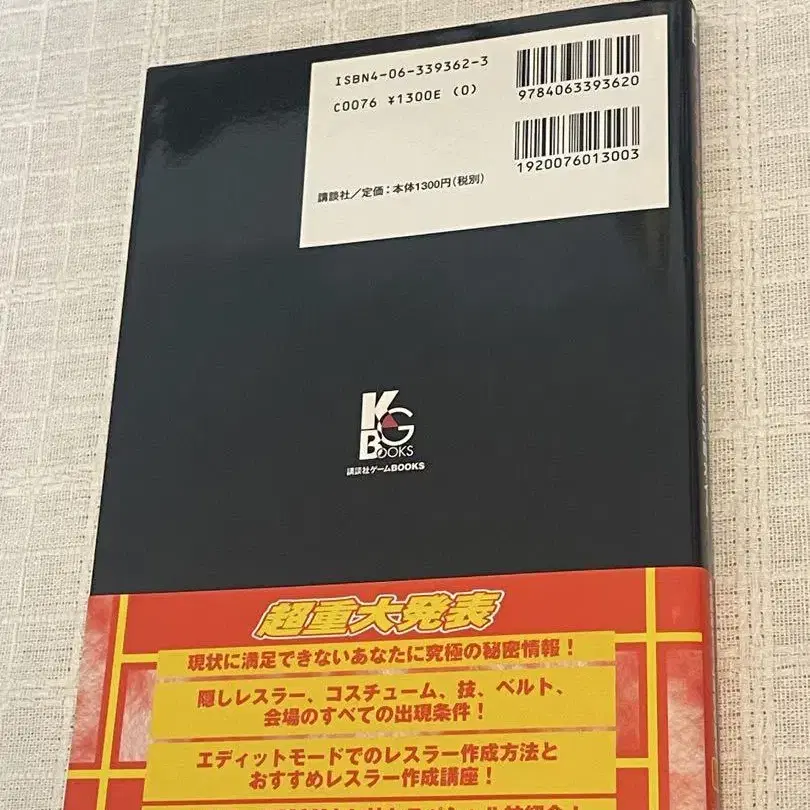 ISBN4-06-339362-3
C0076 ¥1300E (0)
9784063393620
1920076013003
講談社/定価:本体1300円(税別)
KG
BOOKS
講談社ゲームBOOKS
超重大発表
現状に満足できないあなたに究極の秘密情報!
隠しレスラー、コスチューム、技、ベルト、
会場のすべての出現条件!
エディットモードでのレスラー作成方法と
おすすめレスラー作成講座!